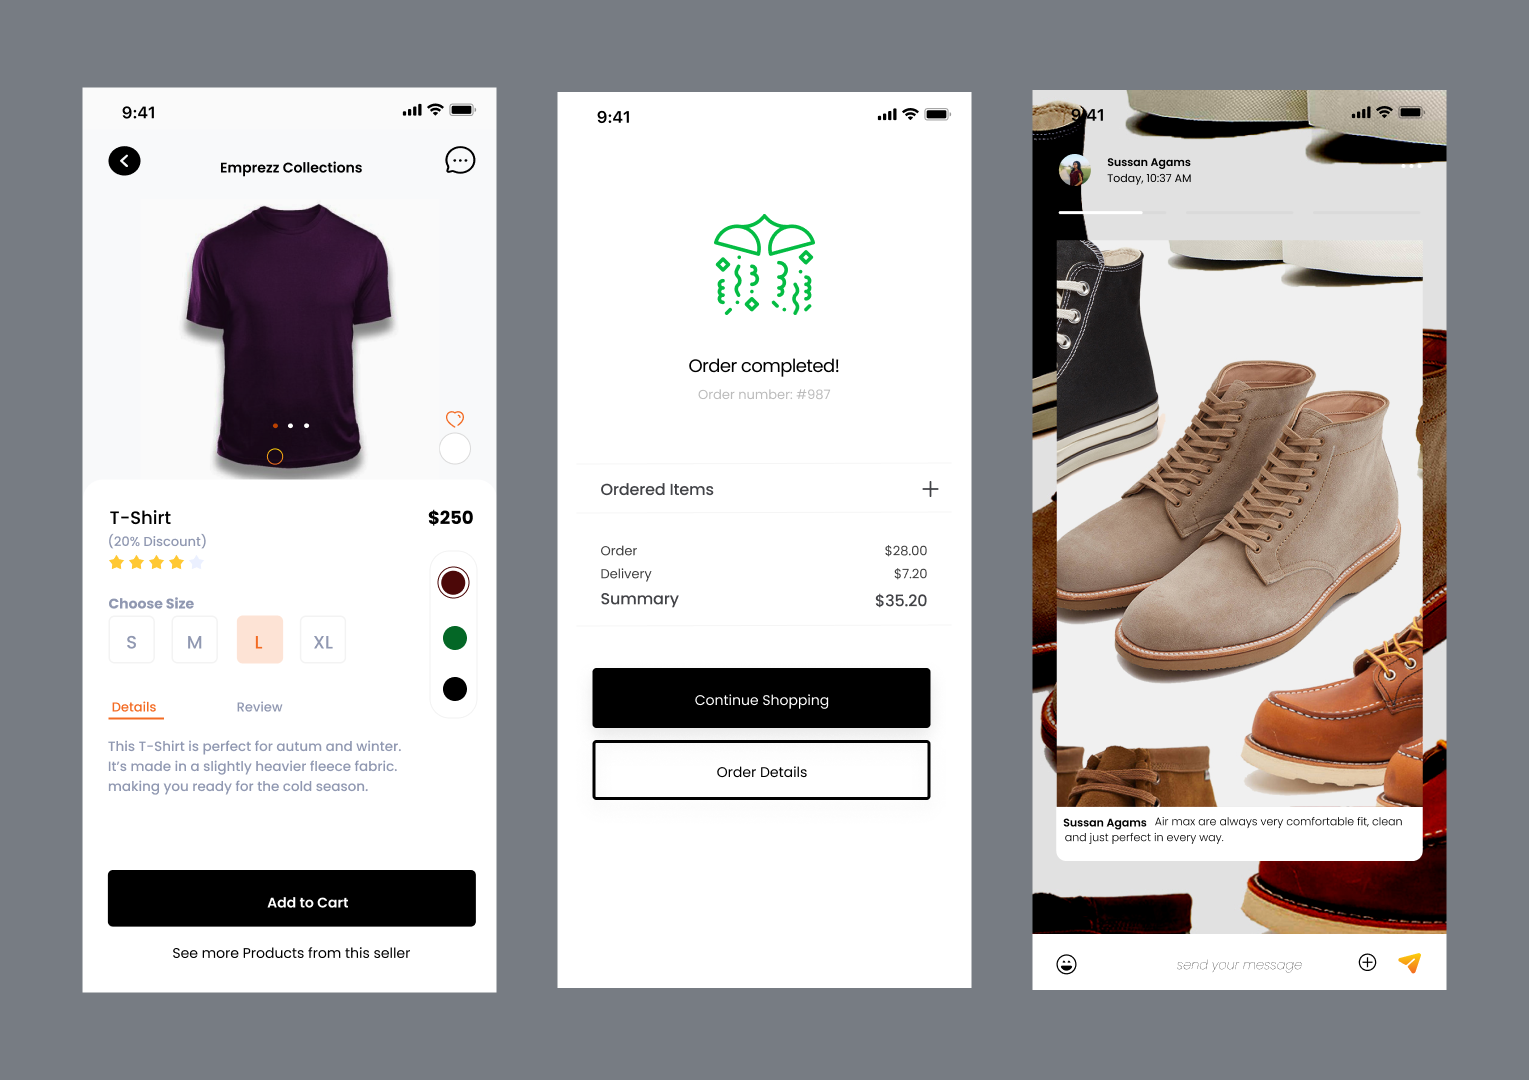 9:41
Emprezz Collections
T-Shirt
$250
(20% Discount)
Choose Size
S M L XL
Details Review
This T-Shirt is perfect for autum and winter.
It's made in a slightly heavier fleece fabric.
making you ready for the cold season.
Add to Cart
See more Products from this seller
9:41
Order completed!
Order number: #987
Ordered Items
Order $28.00
Delivery $7.20
Summary $35.20
Continue Shopping
Order Details
9:41
Sussan Agams
Today, 10:37 AM
Sussan Agams Air max are always very comfortable fit, clean
and just perfect in every way.
send your message